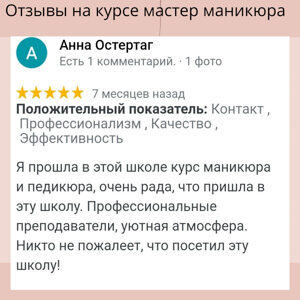 Отзывы на курсе мастер маникюра
А
Анна Остертаг
Есть 1 комментарий. · 1 фото
7 месяцев назад
Положительный показатель: Контакт ,
Профессионализм , Качество ,
Эффективность
Я прошла в этой школе курс маникюра
и педикюра, очень рада, что пришла в
эту школу. Профессиональные
преподаватели, уютная атмосфера.
Никто не пожалеет, что посетил эту
школу!